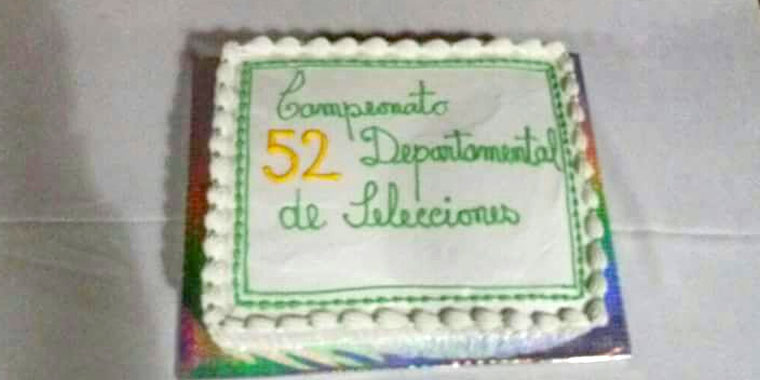 Campeonato
52 Departamental
de Selecciones